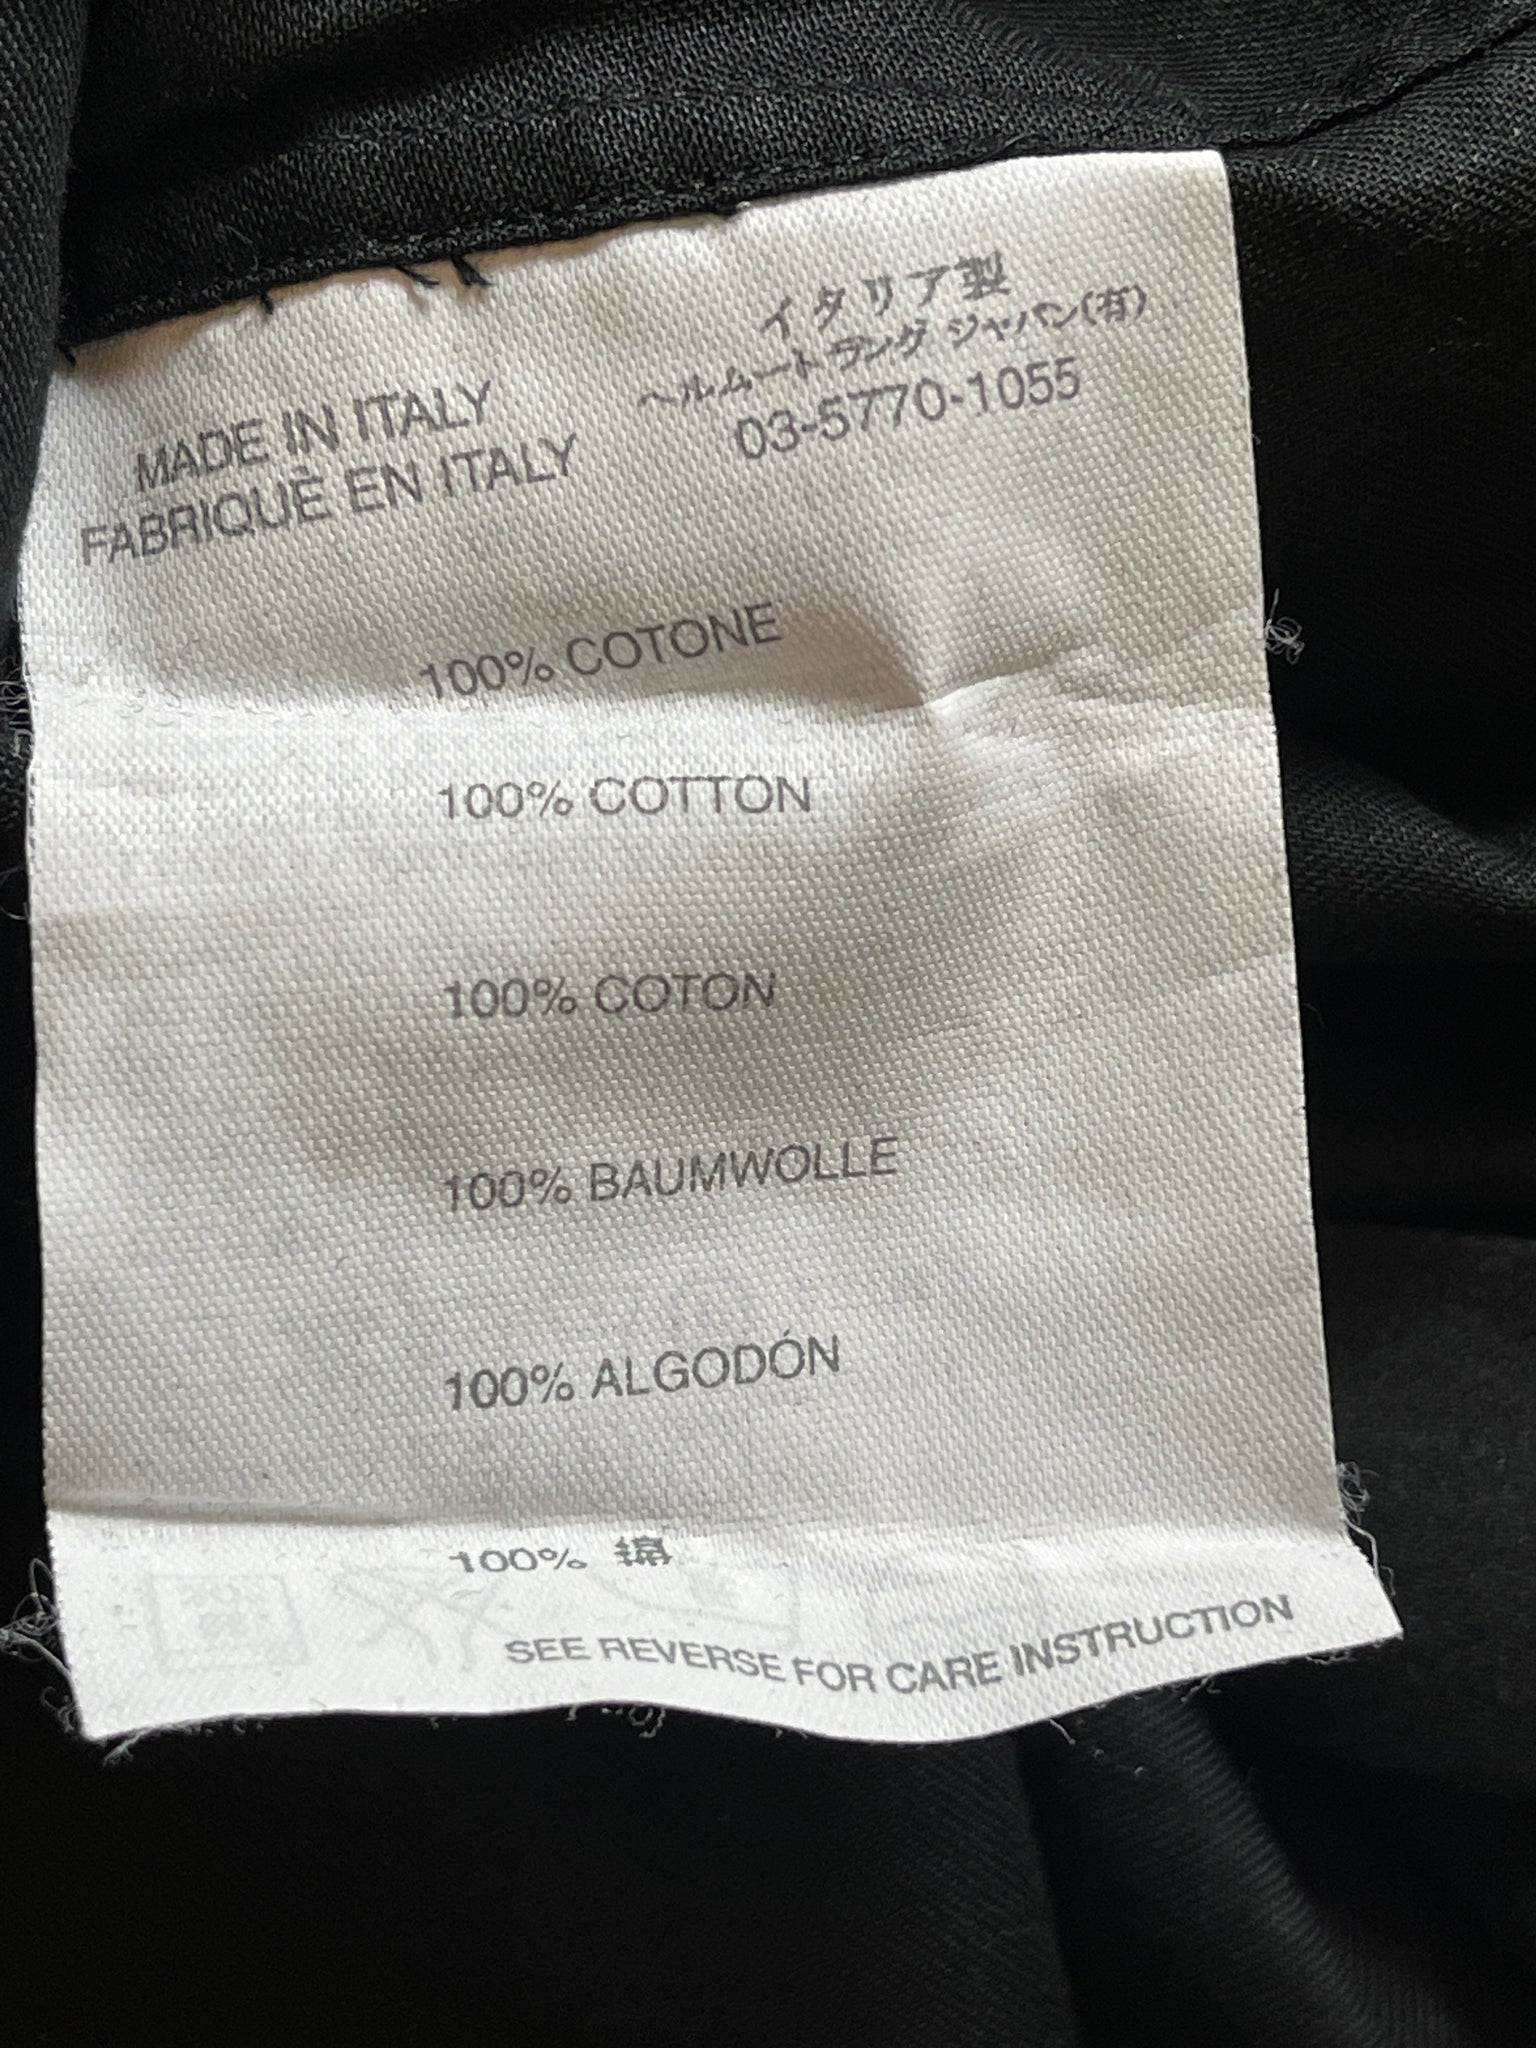 MADE IN ITALY
FABRIQUÈ EN ITALY
イタリア製
ヘルムート ラング ジャパン(有)
03-5770-1055
100% COTONE
100% COTTON
100% COTON
100% BAUMWOLLE
100% ALGODÓN
100% 綿
SEE REVERSE FOR CARE INSTRUCTION